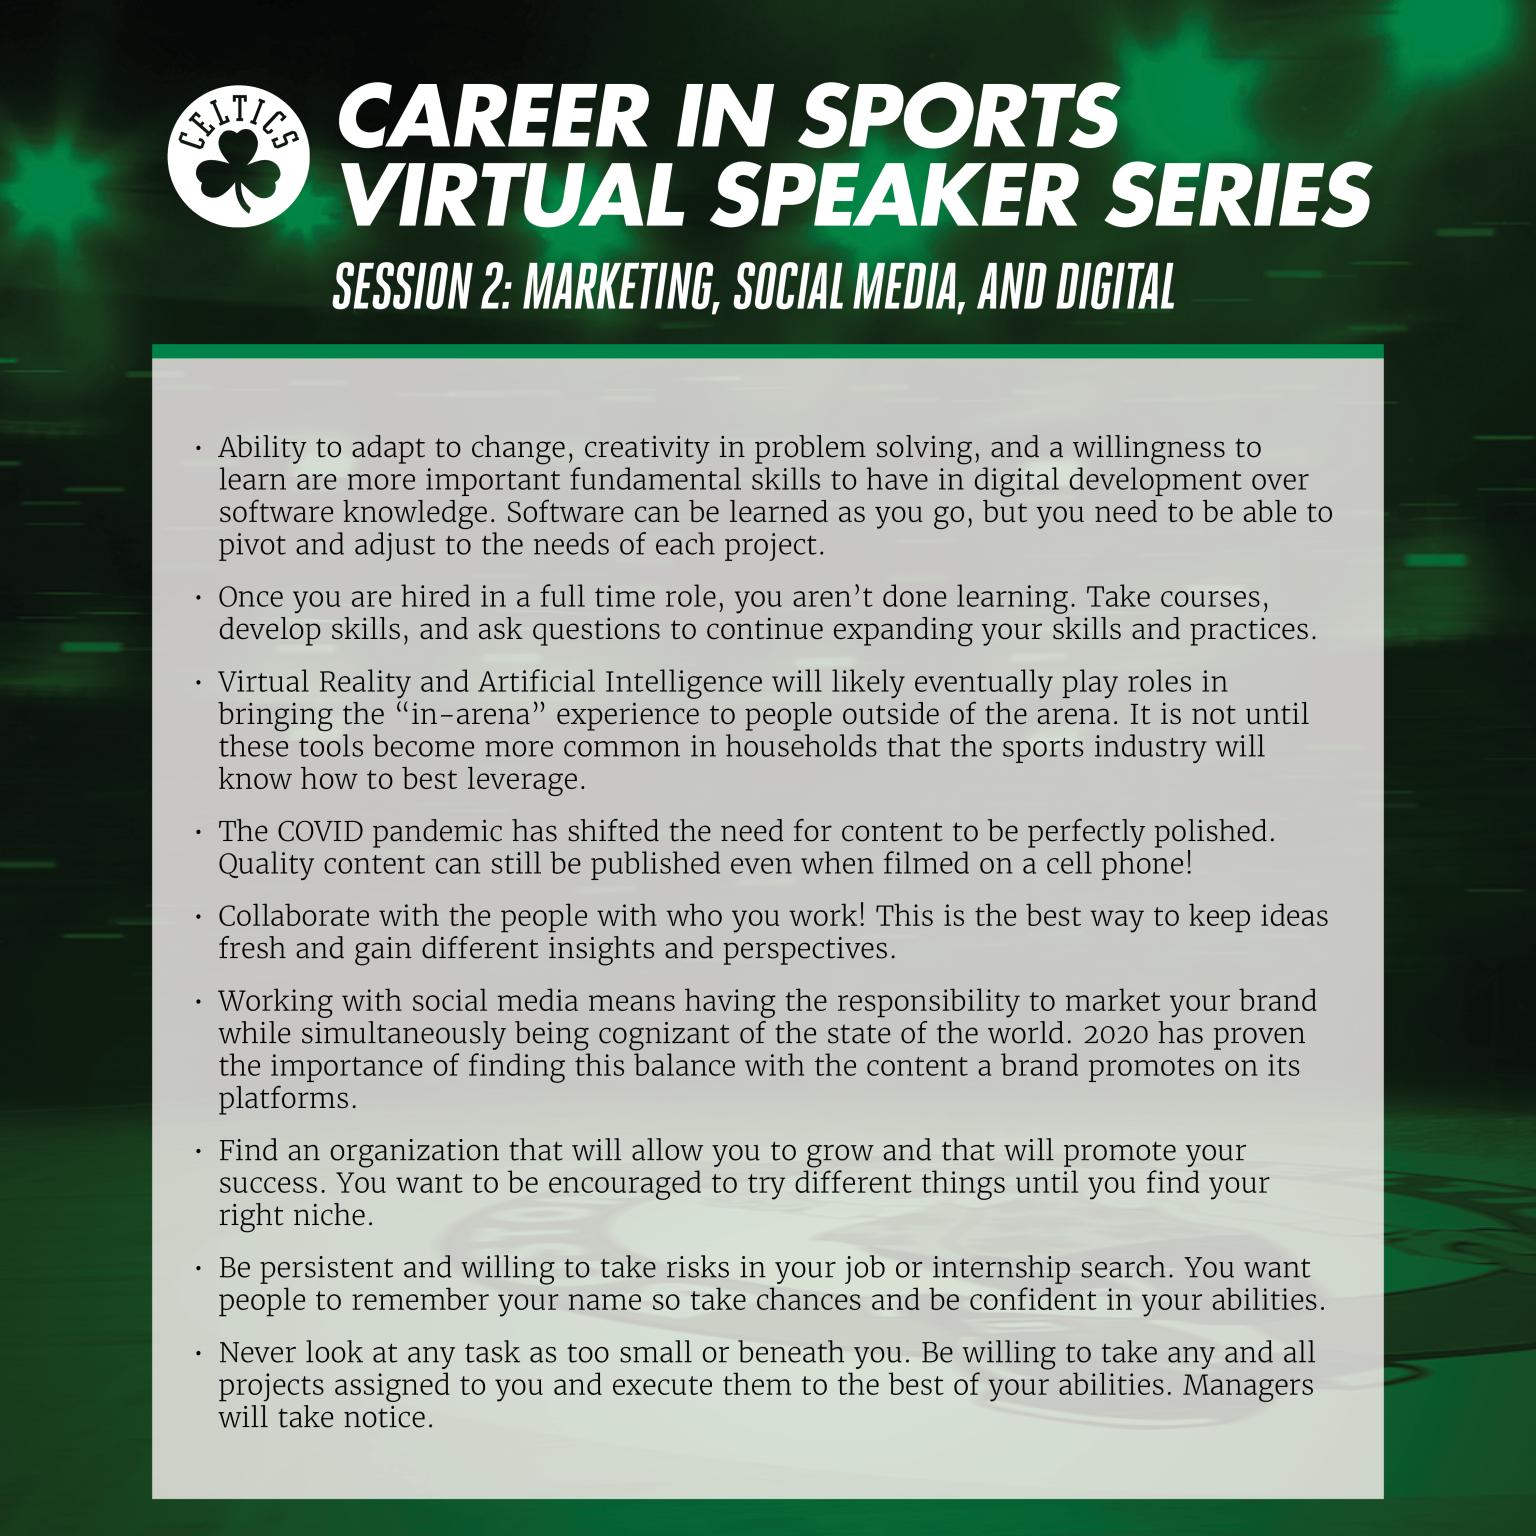 CELTICS
CAREER IN SPORTS
VIRTUAL SPEAKER SERIES
SESSION 2: MARKETING, SOCIAL MEDIA, AND DIGITAL
• Ability to adapt to change, creativity in problem solving, and a willingness to
learn are more important fundamental skills to have in digital development over
software knowledge. Software can be learned as you go, but you need to be able to
pivot and adjust to the needs of each project.
• Once you are hired in a full time role, you aren’t done learning. Take courses,
develop skills, and ask questions to continue expanding your skills and practices.
• Virtual Reality and Artificial Intelligence will likely eventually play roles in
bringing the “in-arena” experience to people outside of the arena. It is not until
these tools become more common in households that the sports industry will
know how to best leverage.
• The COVID pandemic has shifted the need for content to be perfectly polished.
Quality content can still be published even when filmed on a cell phone!
• Collaborate with the people with who you work! This is the best way to keep ideas
fresh and gain different insights and perspectives.
• Working with social media means having the responsibility to market your brand
while simultaneously being cognizant of the state of the world. 2020 has proven
the importance of finding this balance with the content a brand promotes on its
platforms.
• Find an organization that will allow you to grow and that will promote your
success. You want to be encouraged to try different things until you find your
right niche.
• Be persistent and willing to take risks in your job or internship search. You want
people to remember your name so take chances and be confident in your abilities.
• Never look at any task as too small or beneath you. Be willing to take any and all
projects assigned to you and execute them to the best of your abilities. Managers
will take notice.